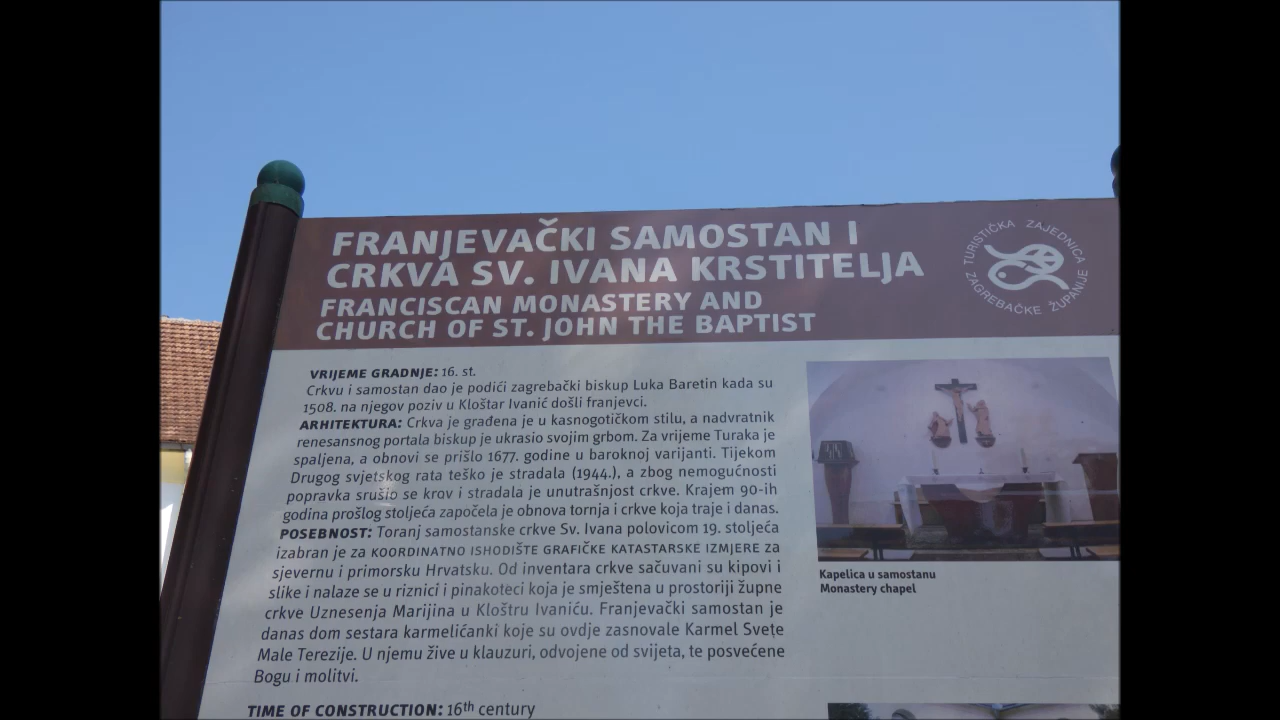 FRANJEVAČKI SAMOSTAN I
CRKVA SV. IVANA KRSTITELJA
FRANCISCAN MONASTERY AND
CHURCH OF ST. JOHN THE BAPTIST
TURISTIČKA ZAJEDNICA
ZAGREBAČKE ŽUPANIJE
VRIJEME GRADNJE: 16. st.
Crkvu i samostan dao je podići zagrebački biskup Luka Baretin kada su
1508. na njegov poziv u Kloštar Ivanić došli franjevci.
ARHITEKTURA: Crkva je građena je u kasnogotičkom stilu, a nadvratnik
renesansnog portala biskup je ukrasio svojim grbom. Za vrijeme Turaka je
spaljena, a obnovi se prišlo 1677. godine u baroknoj varijanti. Tijekom
Drugog svjetskog rata teško je stradala (1944.), a zbog nemogućnosti
popravka srušio se krov i stradala je unutrašnjost crkve. Krajem 90-ih
godina prošlog stoljeća započela je obnova tornja i crkve koja traje i danas.
POSEBNOST: Toranj samostanske crkve Sv. Ivana polovicom 19. stoljeća
izabran je za KOORDINATNO ISHODIŠTE GRAFIČKE KATASTARSKE IZMJERE za
sjevernu i primorsku Hrvatsku. Od inventara crkve sačuvani su kipovi i
slike i nalaze se u riznici i pinakoteci koja je smještena u prostoriji župne
crkve Uznesenja Marijina u Kloštru Ivaniću. Franjevački samostan je
danas dom sestara karmelićanki koje su ovdje zasnovale Karmel Svete
Male Terezije. U njemu žive u klauzuri, odvojene od svijeta, te posvećene
Bogu i molitvi.
TIME OF CONSTRUCTION: 16th century
Kapelica u samostanu
Monastery chapel